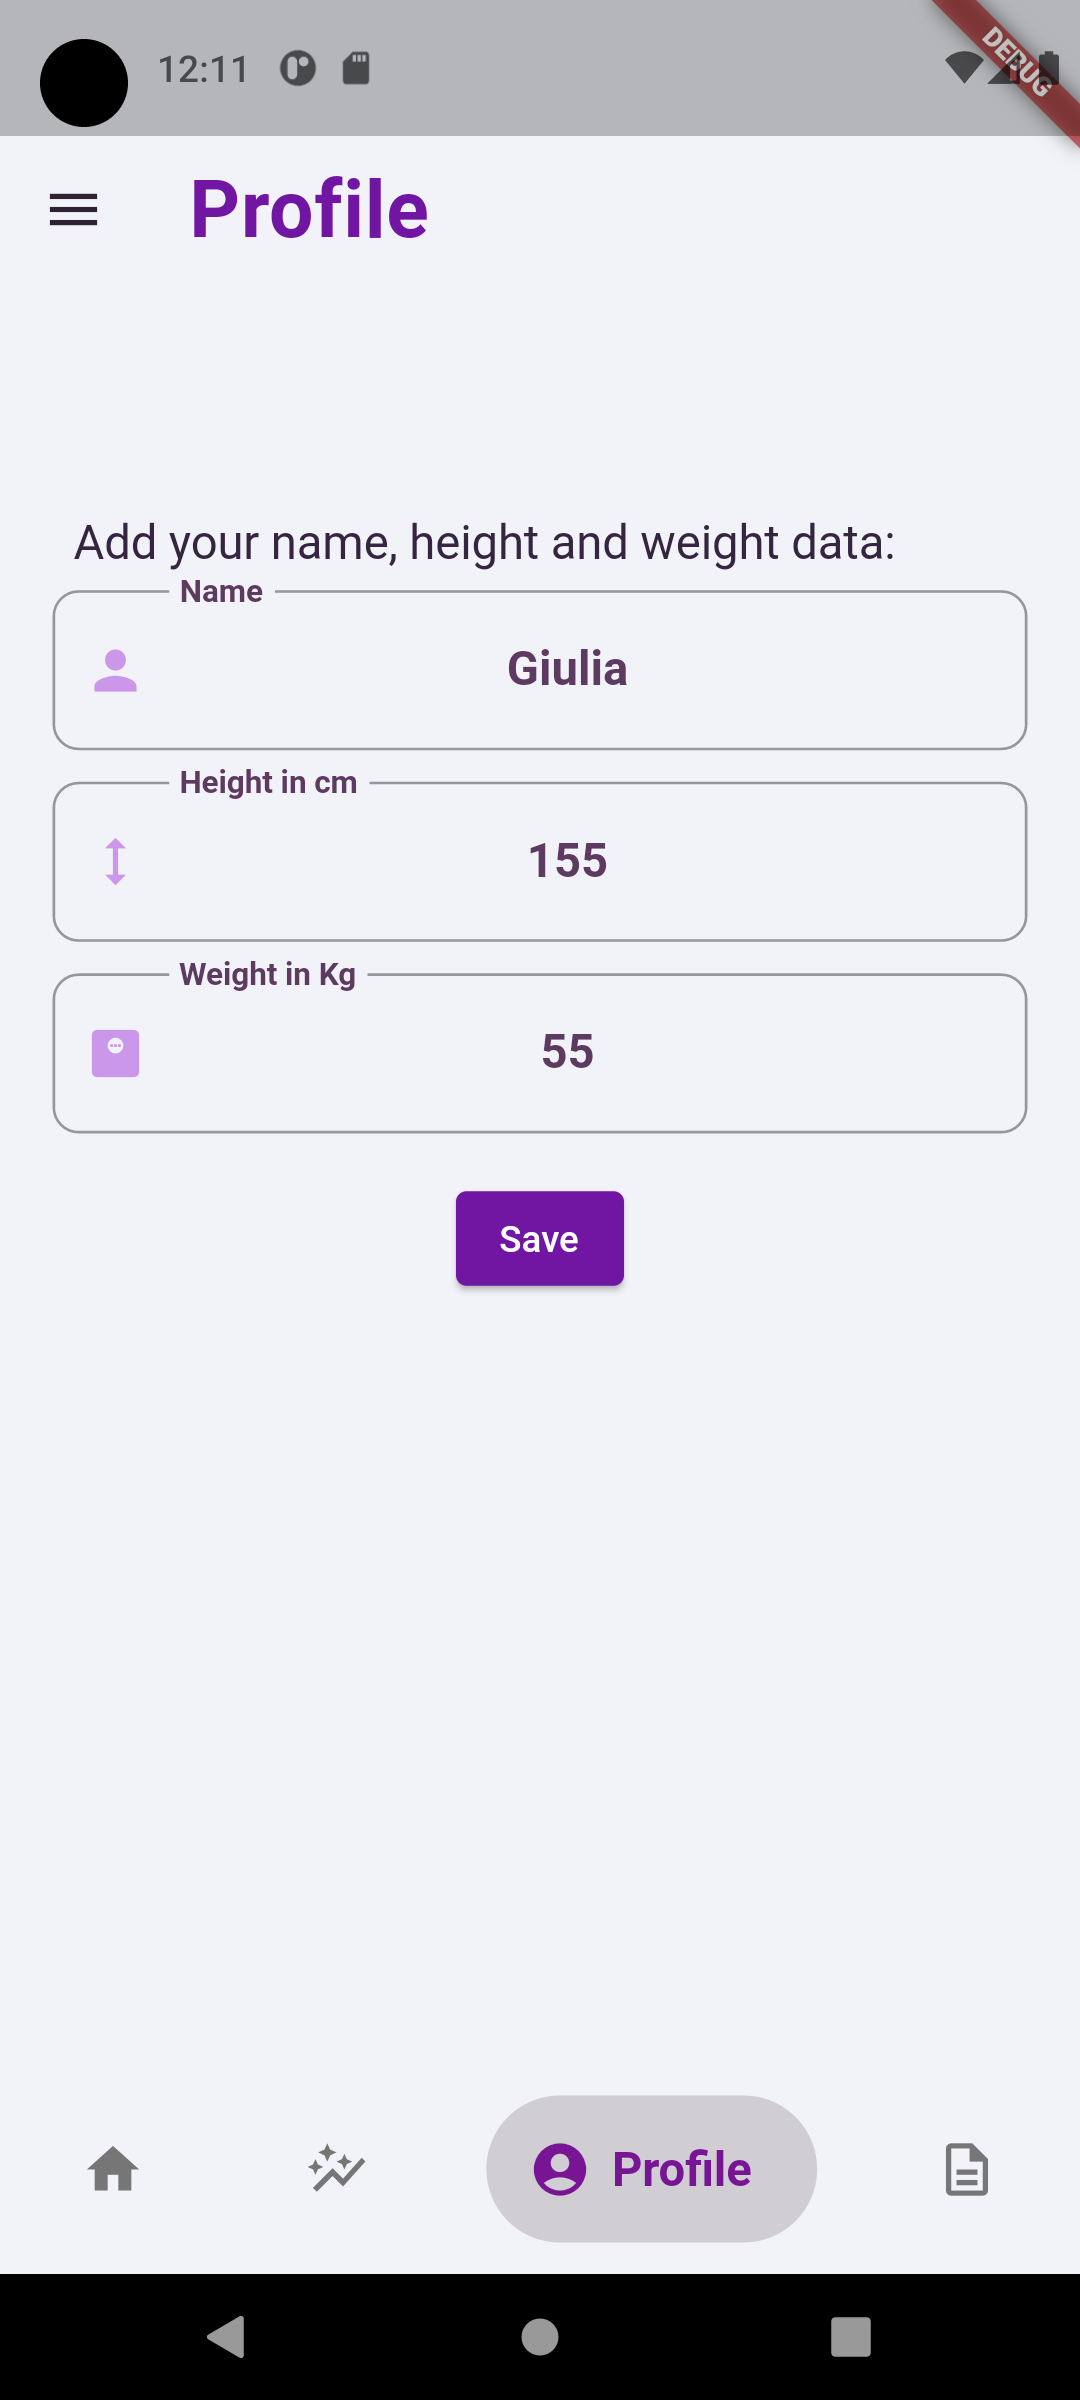 12:11
DEBUG
Profile
Add your name, height and weight data:
Name
Giulia
Height in cm
155
Weight in Kg
55
Save
Profile